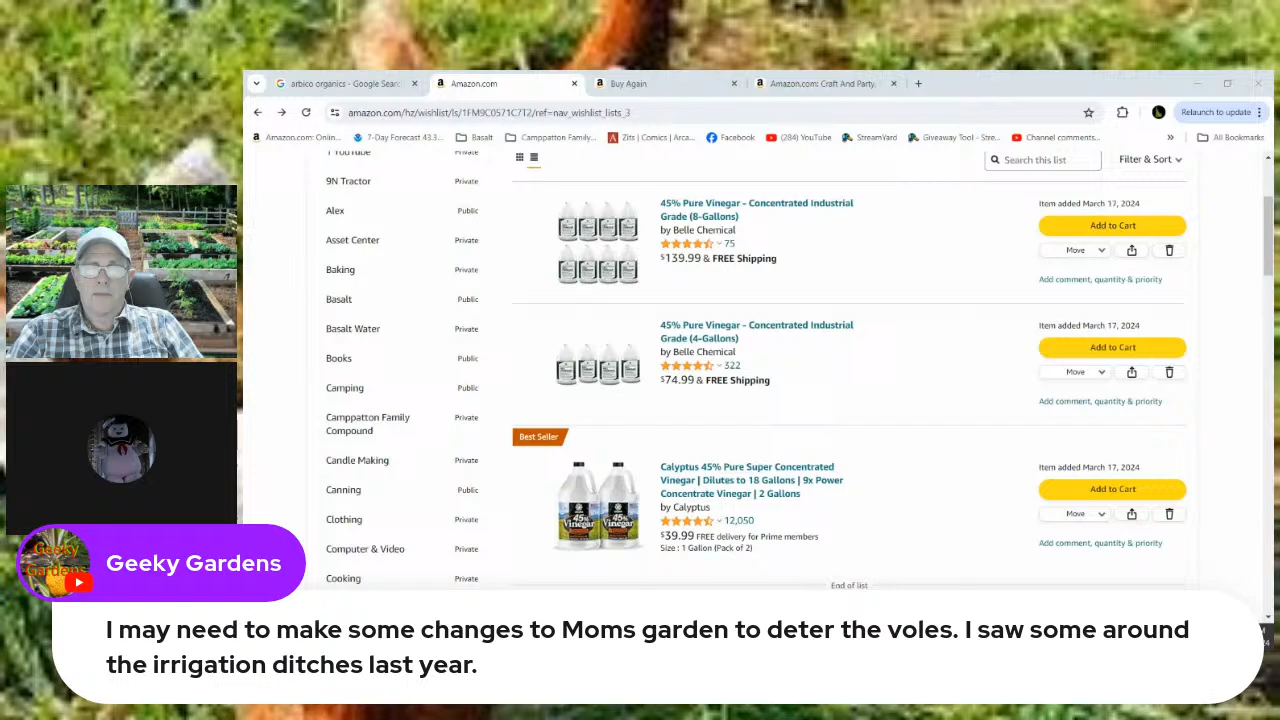 arbico organics - Google Sear
Amazon.com
Buy Again
Amazon.com: Craft And Party,
amazon.com/hz/wishlist/ls/1FM9C0571C7T2/ref=nav_wishlist_lists_3
Relaunch to update
Amazon.com: Onlin...
7-Day Forecast 43.3...
Basalt
Camppatton Family...
Zits | Comics | Arca...
Facebook
(284) YouTube
StreamYard
Giveaway Tool - Stre...
Channel comments...
»
All Bookmarks
YouTube Private
9N Tractor Private
Alex Public
Asset Center Private
Baking Private
Basalt Public
Basalt Water Private
Books Public
Camping Public
Camppatton Family Private
Compound
Candle Making Private
Canning Public
Clothing Private
Computer & Video Private
Cooking Private
Search this list
Filter & Sort
45% Pure Vinegar - Concentrated Industrial
Grade (8-Gallons)
by Belle Chemical
75
$139.99 & FREE Shipping
Item added March 17, 2024
Add to Cart
Move
Add comment, quantity & priority
45% Pure Vinegar - Concentrated Industrial
Grade (4-Gallons)
by Belle Chemical
322
$74.99 & FREE Shipping
Item added March 17, 2024
Add to Cart
Move
Add comment, quantity & priority
Best Seller
45%
Vinegar
45%
Vinegar
Calyptus 45% Pure Super Concentrated
Vinegar | Dilutes to 18 Gallons | 9x Power
Concentrate Vinegar | 2 Gallons
by Calyptus
12,050
$39.99 FREE delivery for Prime members
Size : 1 Gallon (Pack of 2)
Item added March 17, 2024
Add to Cart
Move
Add comment, quantity & priority
End of list
Geeky
Gardens
Geeky Gardens
I may need to make some changes to Moms garden to deter the voles. I saw some around
the irrigation ditches last year.